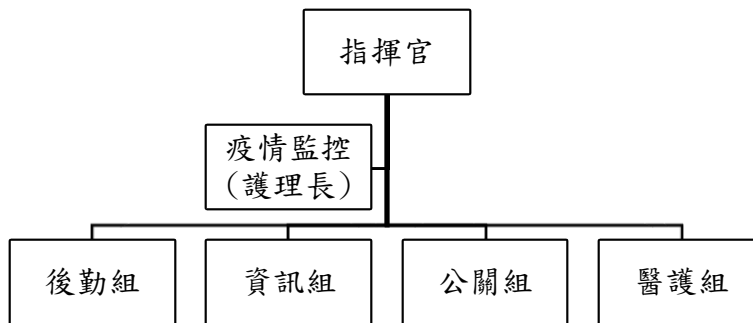 指揮官
疫情監控
(護理長)
後勤組
資訊組
公關組
醫護組